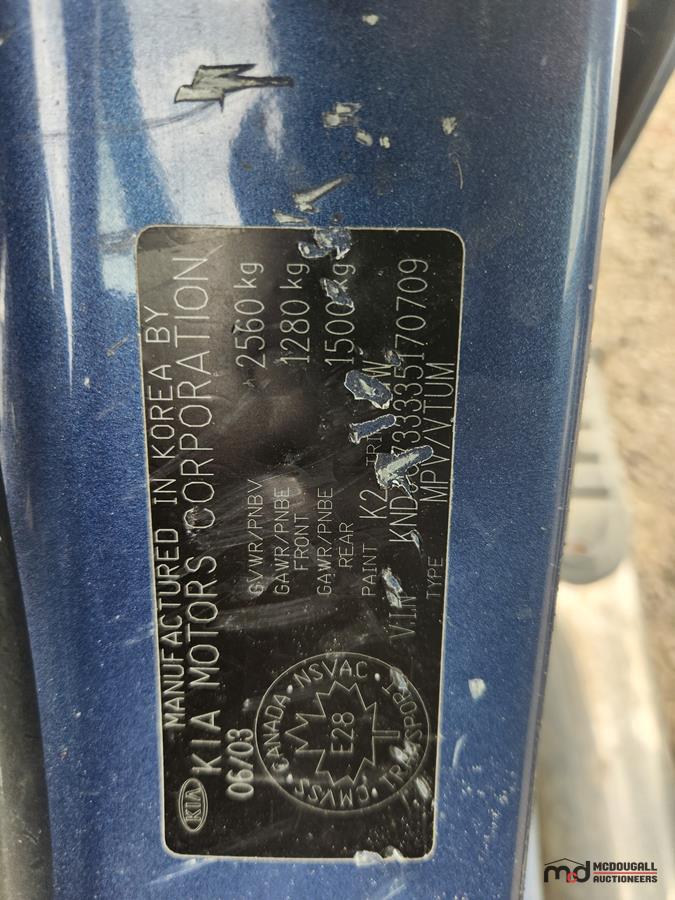 MANUFACTURED IN KOREA BY
KIA KIA MOTORS CORPORATION
06/03
GVWR/PNBV 2560 kg
GAWR/PNBE FRONT 1280 kg
GAWR/PNBE REAR 1500 kg
PAINT K2
V.I.N
TYPE MPV/VTUM
CANADA · NSVAC · TRANSPORT · CMVSS
E28
MCDOUGALL
AUCTIONEERS